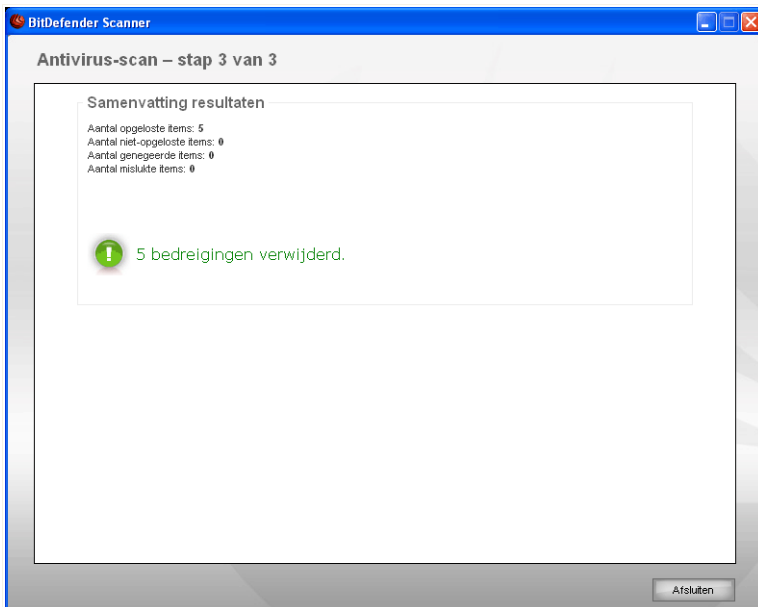 BitDefender Scanner
Antivirus-scan – stap 3 van 3
Samenvatting resultaten
Aantal opgeloste items: 5
Aantal niet-opgeloste items: 0
Aantal genegeerde items: 0
Aantal mislukte items: 0
5 bedreigingen verwijderd.
Afsluiten